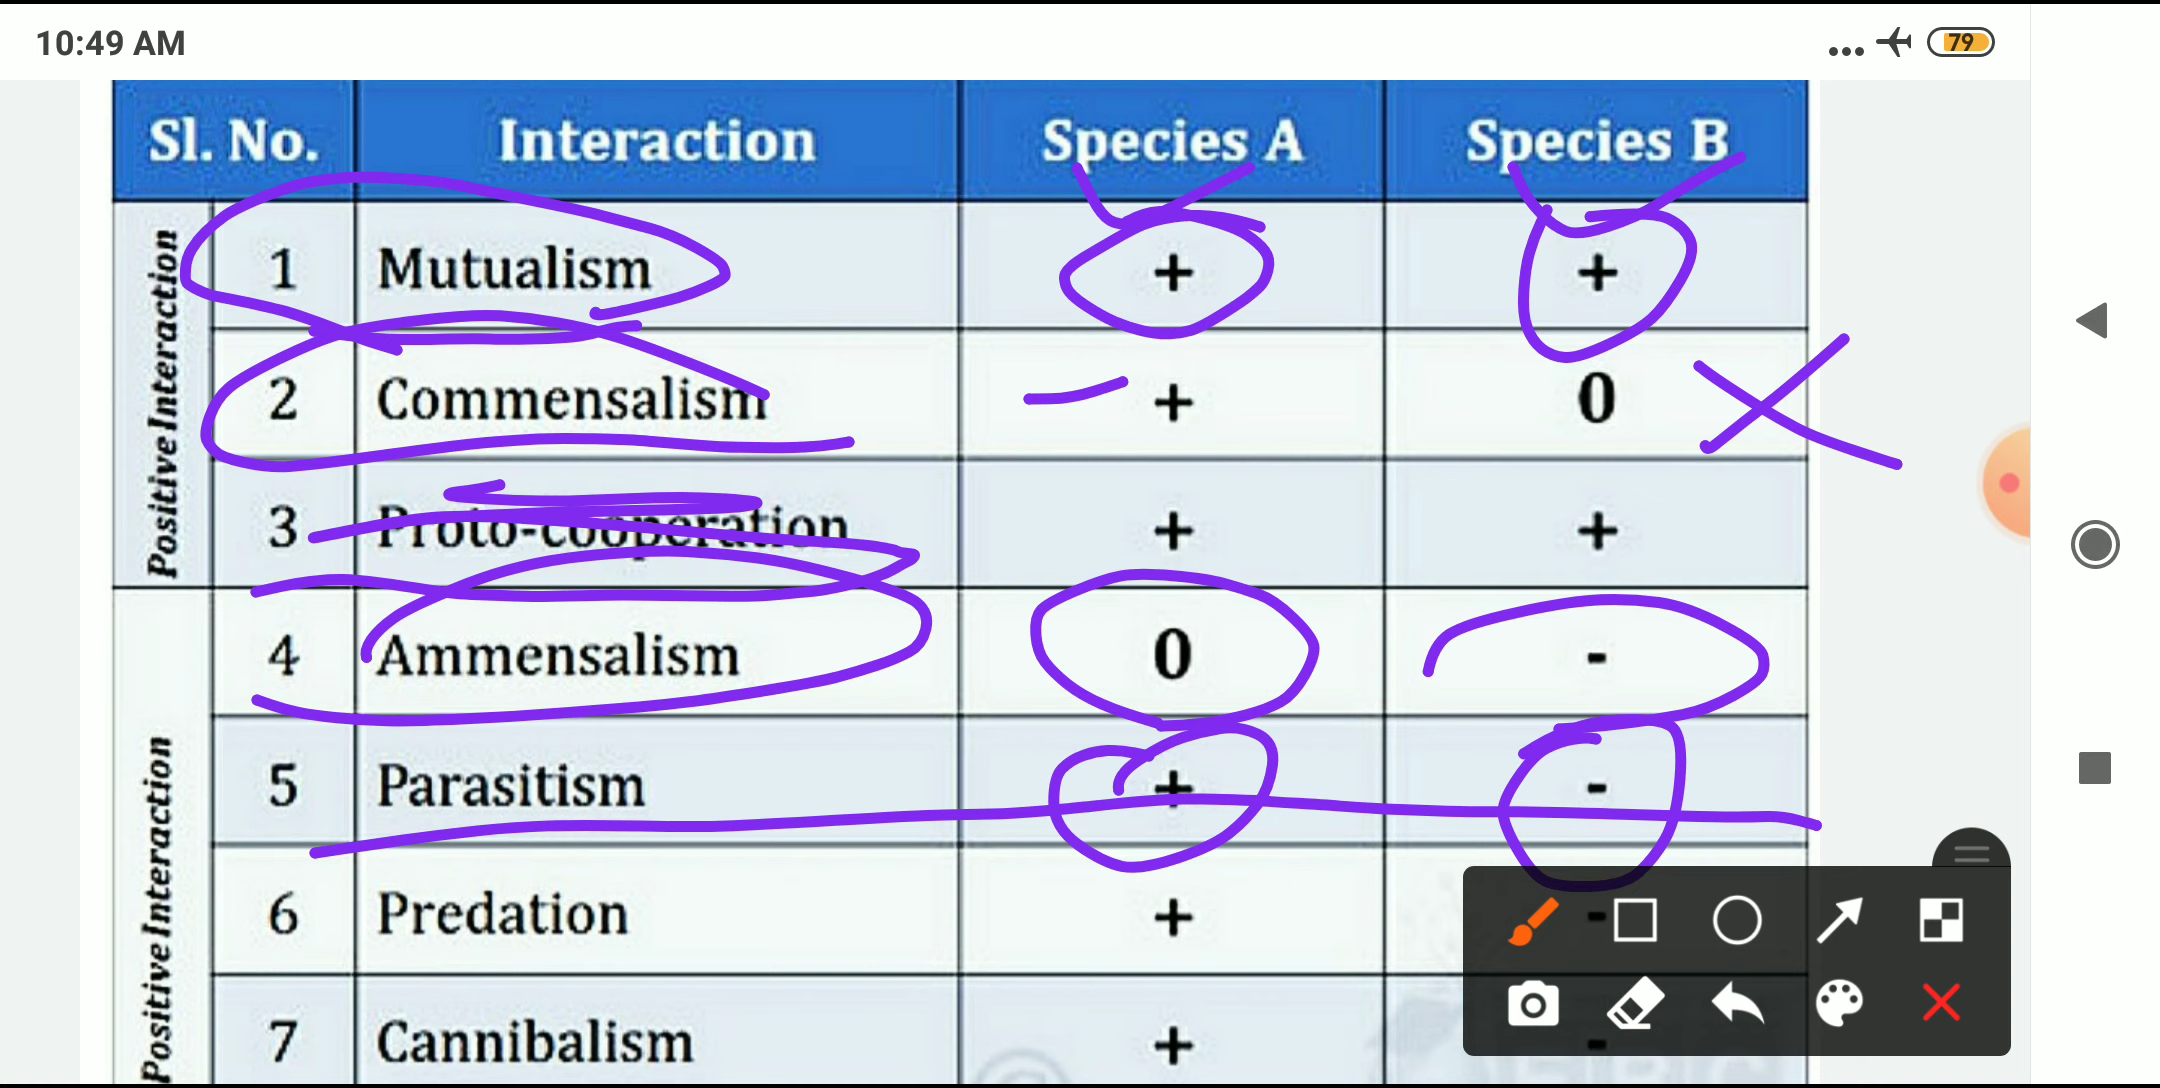 10:49 AM
79
Sl. No. Interaction Species A Species B
Positive Interaction
1 Mutualism + +
2 Commensalism + 0
3 Proto-cooperation + +
Positive Interaction
4 Ammensalism 0 -
5 Parasitism + -
6 Predation + -
7 Cannibalism + -